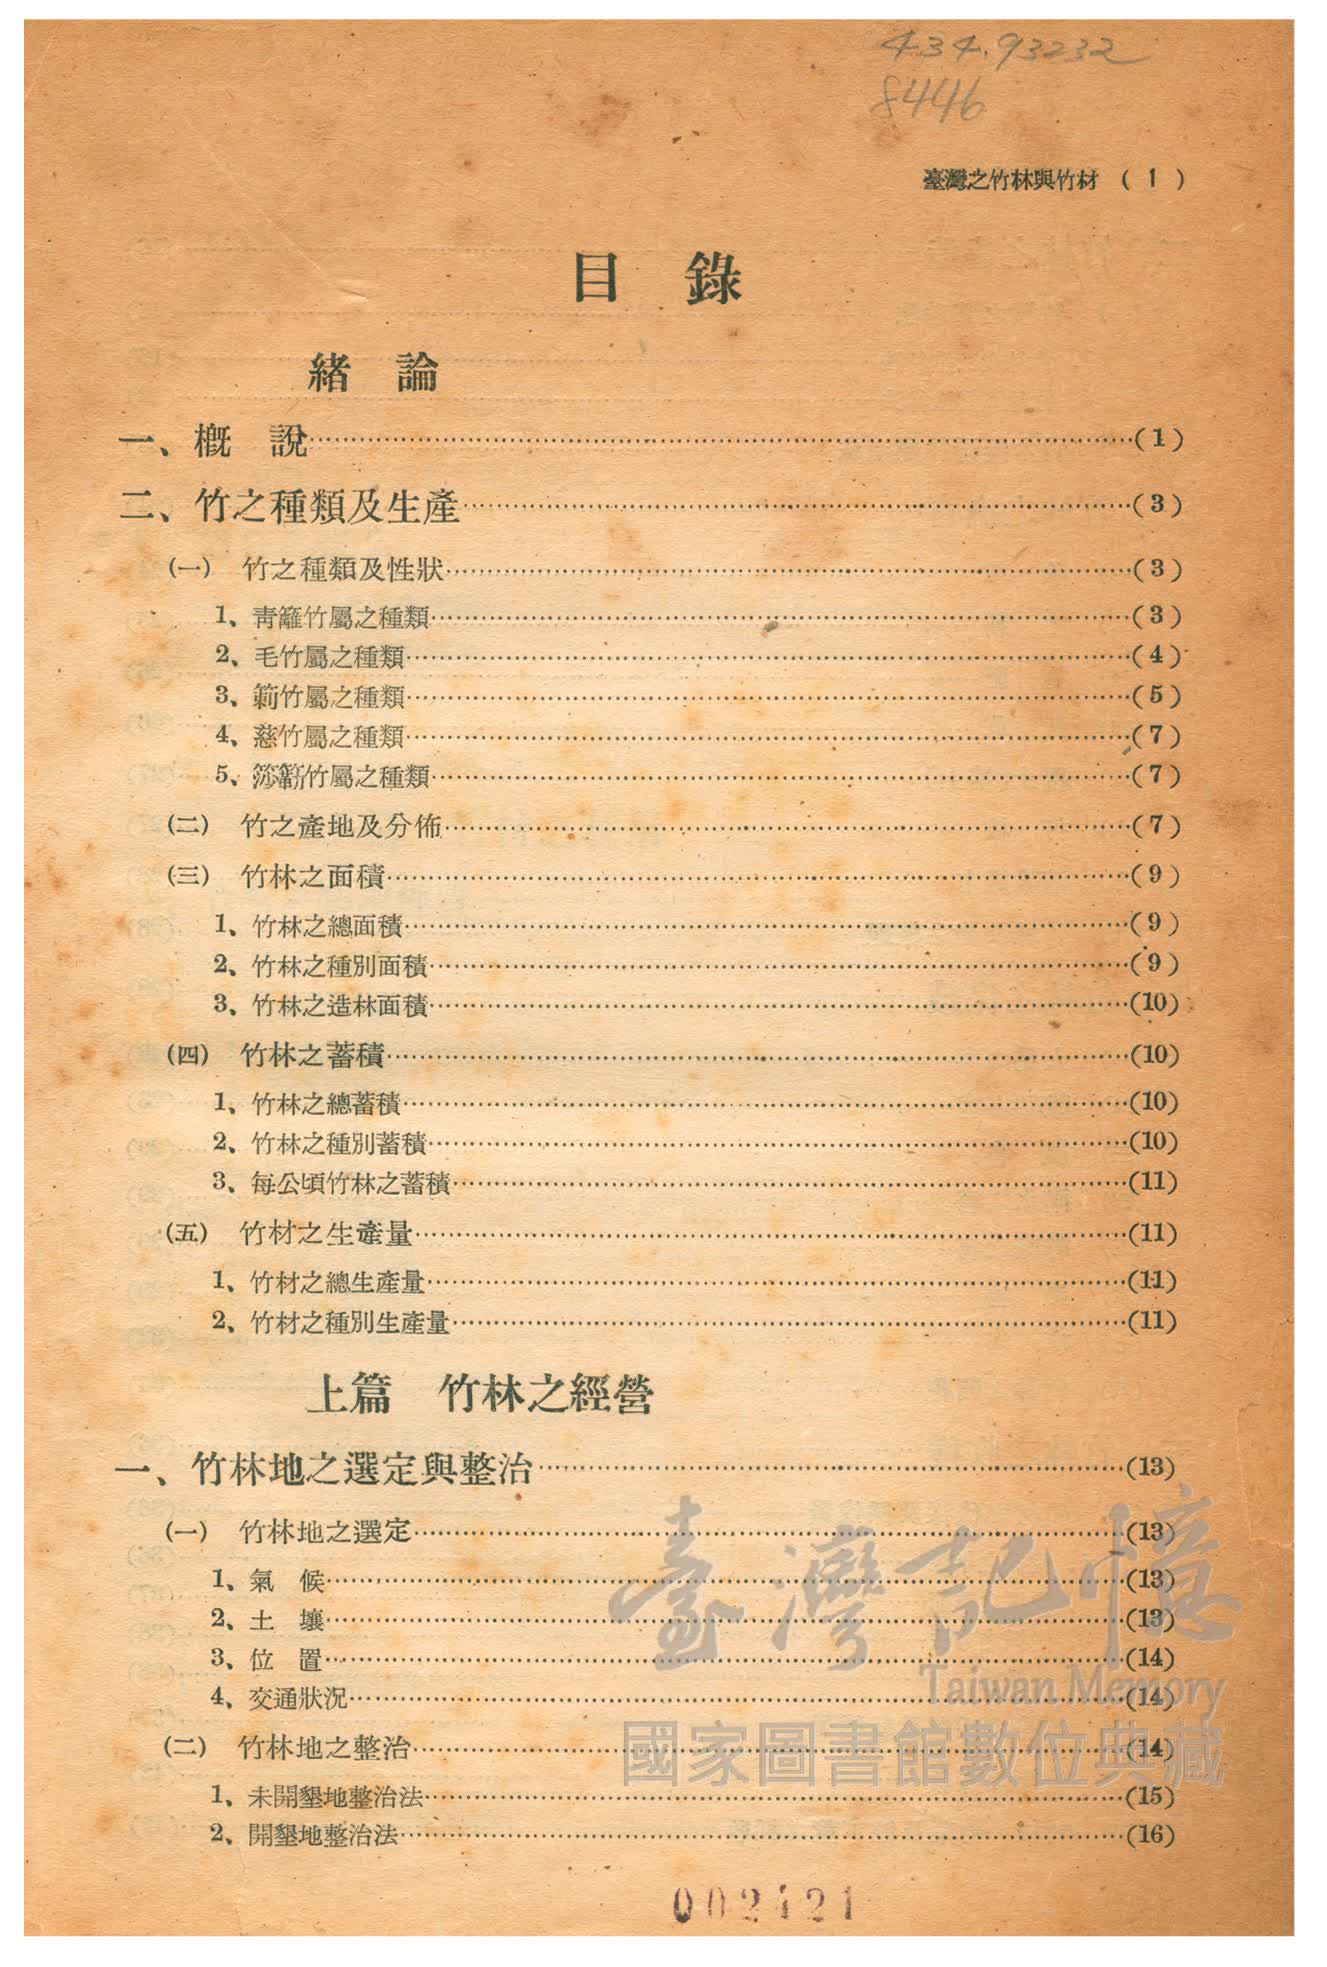 434.93232
8446
臺灣之竹林與竹材 ( 1 )
目 錄
緒 論
一、概 說……(1)
二、竹之種類及生產……(3)
(一) 竹之種類及性狀……(3)
1、靑籬竹屬之種類……(3)
2、毛竹屬之種類……(4)
3、簕竹屬之種類……(5)
4、慈竹屬之種類……(7)
5、竹屬之種類……(7)
(二) 竹之產地及分佈……(7)
(三) 竹林之面積……(9)
1、竹林之總面積……(9)
2、竹林之種別面積……(9)
3、竹林之造林面積……(10)
(四) 竹林之蓄積……(10)
1、竹林之總蓄積……(10)
2、竹林之種別蓄積……(10)
3、每公頃竹林之蓄積……(11)
(五) 竹材之生產量……(11)
1、竹材之總生產量……(11)
2、竹材之種別生產量……(11)
上篇 竹林之經營
一、竹林地之選定與整治……(13)
(一) 竹林地之選定……(13)
1、氣 候……(13)
2、土 壤……(13)
3、位 置……(14)
4、交通狀況……(14)
(二) 竹林地之整治……(14)
1、未開墾地整治法……(15)
2、開墾地整治法……(16)
臺灣記憶
Taiwan Memory
國家圖書館數位典藏
002421